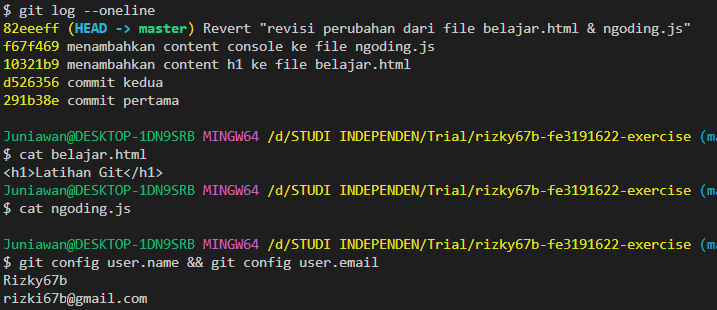 $ git log --oneline
82eeeff (HEAD -> master) Revert "revisi perubahan dari file belajar.html & ngoding.js"
f67f469 menambahkan content console ke file ngoding.js
10321b9 menambahkan content h1 ke file belajar.html
d526356 commit kedua
291b38e commit pertama
Juniawan@DESKTOP-1DN9SRB MINGW64 /d/STUDI INDEPENDEN/Trial/rizky67b-fe3191622-exercise (ma
$ cat belajar.html
<h1>Latihan Git</h1>
Juniawan@DESKTOP-1DN9SRB MINGW64 /d/STUDI INDEPENDEN/Trial/rizky67b-fe3191622-exercise (ma
$ cat ngoding.js
Juniawan@DESKTOP-1DN9SRB MINGW64 /d/STUDI INDEPENDEN/Trial/rizky67b-fe3191622-exercise (ma
$ git config user.name && git config user.email
Rizky67b
rizki67b@gmail.com